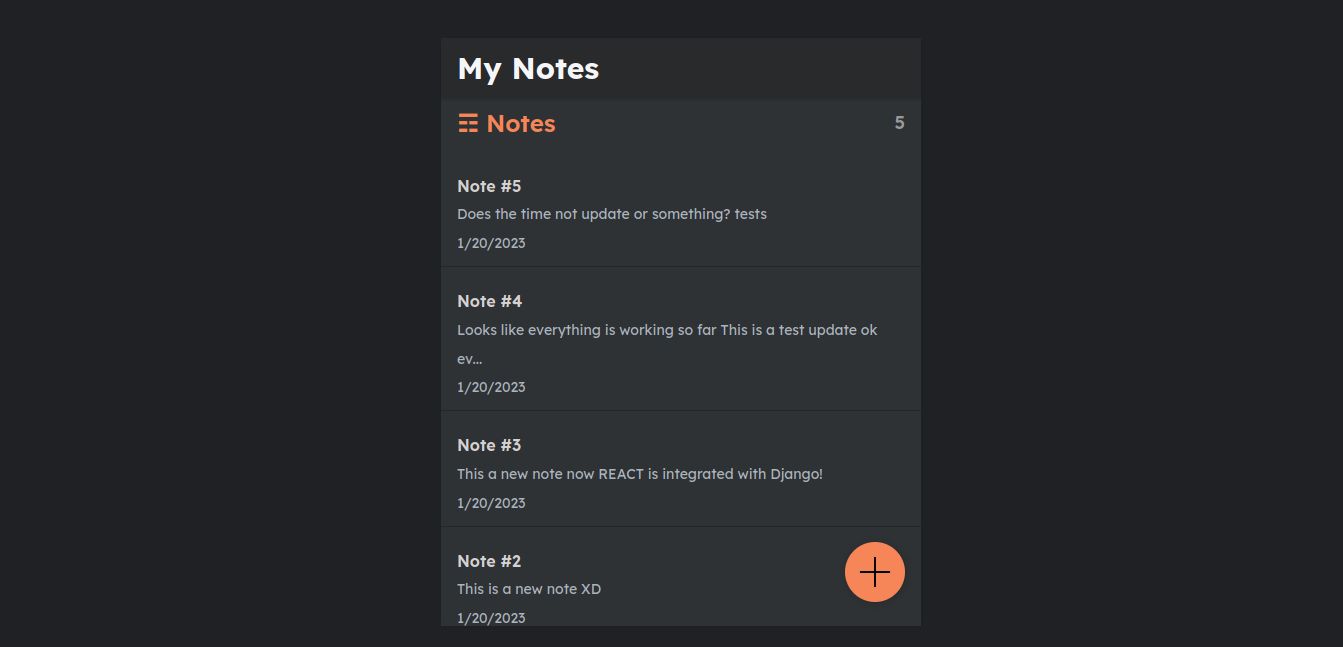 My Notes
☶ Notes 5
Note #5
Does the time not update or something? tests
1/20/2023
Note #4
Looks like everything is working so far This is a test update ok
ev...
1/20/2023
Note #3
This a new note now REACT is integrated with Django!
1/20/2023
Note #2
This is a new note XD
1/20/2023